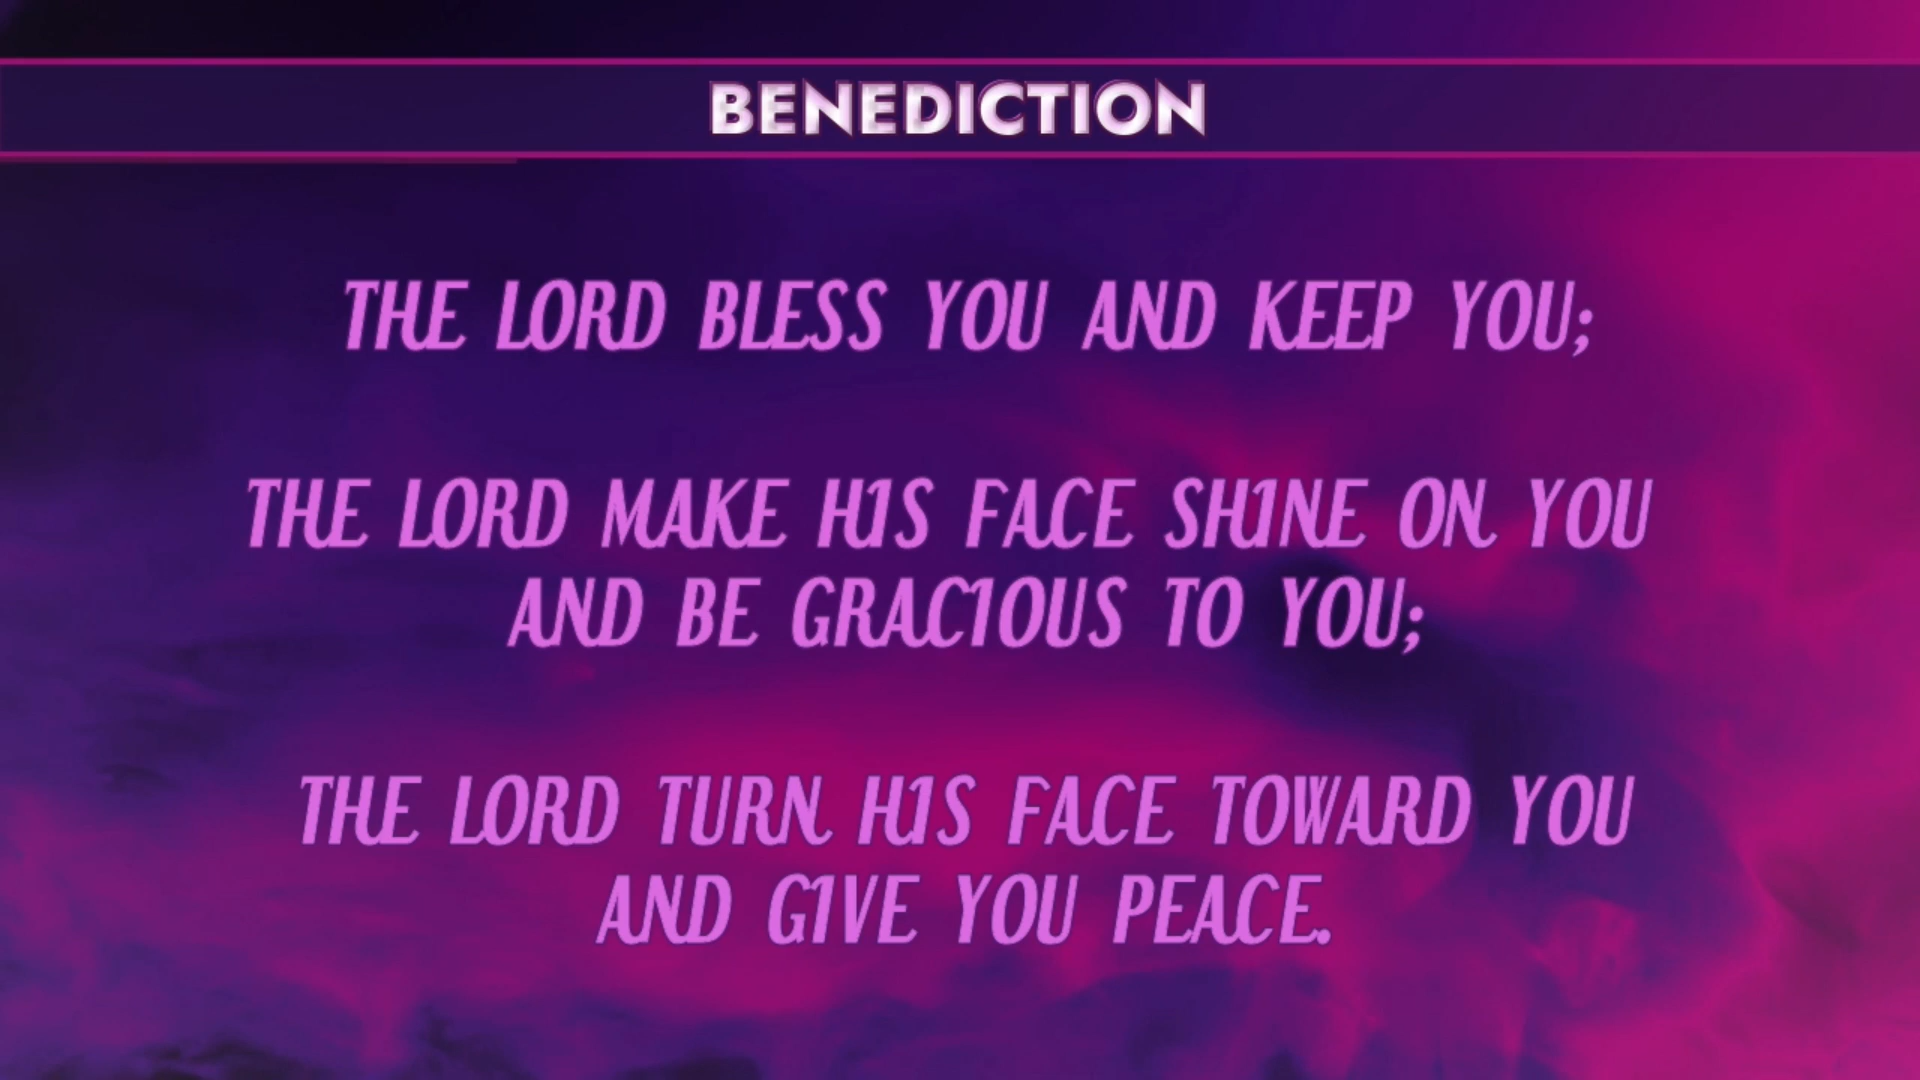 BENEDICTION
THE LORD BLESS YOU AND KEEP YOU;
THE LORD MAKE HIS FACE SHINE ON YOU
AND BE GRACIOUS TO YOU;
THE LORD TURN HIS FACE TOWARD YOU
AND GIVE YOU PEACE.